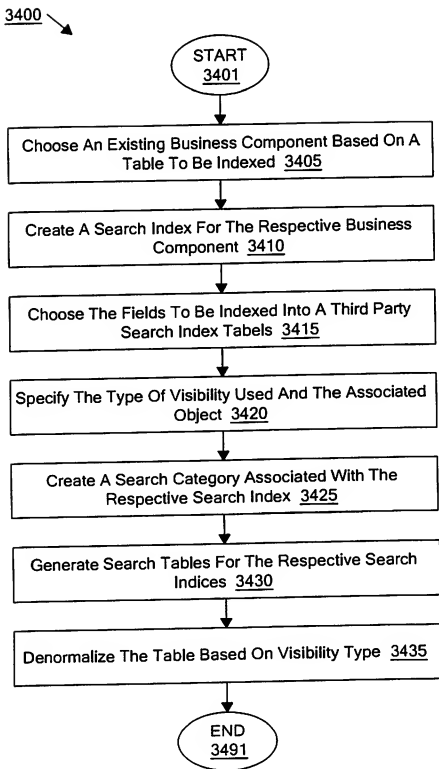 3400
START
3401
Choose An Existing Business Component Based On A
Table To Be Indexed 3405
Create A Search Index For The Respective Business
Component 3410
Choose The Fields To Be Indexed Into A Third Party
Search Index Tabels 3415
Specify The Type Of Visibility Used And The Associated
Object 3420
Create A Search Category Associated With The
Respective Search Index 3425
Generate Search Tables For The Respective Search
Indices 3430
Denormalize The Table Based On Visibility Type 3435
END
3491